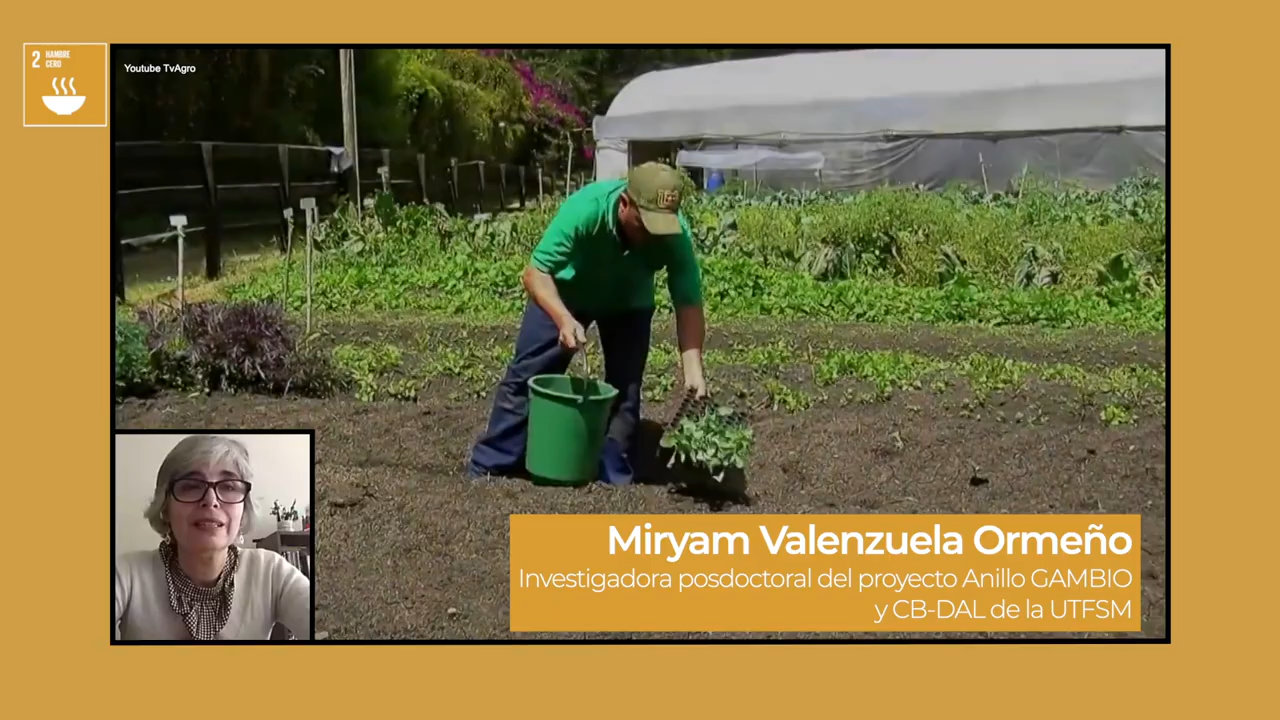 2 HAMBRE
CERO
Youtube TvAgro
Miryam Valenzuela Ormeño
Investigadora posdoctoral del proyecto Anillo GAMBIO
y CB-DAL de la UTFSM